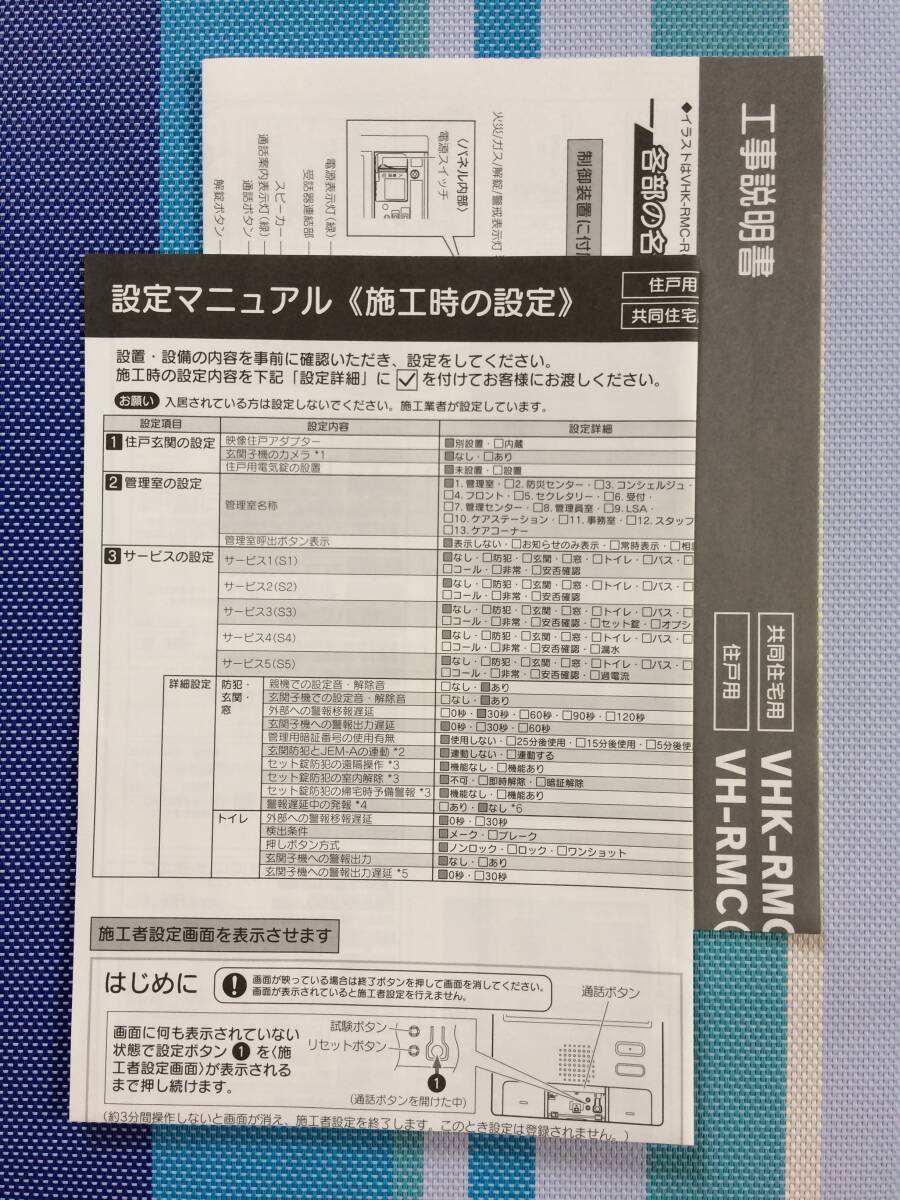 工事説明書
共同住宅用
住戸用
VHK-RMC
VH-RMC
◆イラストはVHK-RMC-R
各部の名
制御装置に付
火災/ガス/解錠/警戒表示灯
〈パネル内部〉
電源スイッチ
電源表示灯(緑)
受話器連結部
スピーカー
通話案内表示灯(緑)
通話ボタン
解錠ボタン
設定マニュアル《施工時の設定》
住戸用
共同住宅
設置・設備の内容を事前に確認いただき、設定をしてください。
施工時の設定内容を下記「設定詳細」に☑を付けてお客様にお渡しください。
お願い 入居されている方は設定しないでください。施工業者が設定しています。
設定項目 設定内容 設定詳細
1 住戸玄関の設定 映像住戸アダプター ■別設置・□内蔵
玄関子機のカメラ *1 ■なし・□あり
住戸用電気錠の設置 ■未設置・□設置
2 管理室の設定 管理室名称 ■1. 管理室・□2. 防災センター・□3. コンシェルジュ・
□4. フロント・□5. セクレタリー・□6. 受付・
□7. 管理センター・□8. 管理員室・□9. LSA・
□10. ケアステーション・□11. 事務室・□12. スタッフ
□13. ケアコーナー
管理室呼出ボタン表示 ■表示しない・□お知らせのみ表示・□常時表示・□相
3 サービスの設定 サービス1(S1) ■なし・□防犯・□玄関・□窓・□トイレ・□バス・□
□コール・□非常・□安否確認
サービス2(S2) ■なし・□防犯・□玄関・□窓・□トイレ・□バス・□
□コール・□非常・□安否確認
サービス3(S3) ■なし・□防犯・□玄関・□窓・□トイレ・□バス・□
□コール・□非常・□安否確認・□セット錠・□オプシ
サービス4(S4) ■なし・□防犯・□玄関・□窓・□トイレ・□バス・□
□コール・□非常・□安否確認・□漏水
サービス5(S5) ■なし・□防犯・□玄関・□窓・□トイレ・□バス・□
□コール・□非常・□安否確認・□過電流
詳細設定 防犯・玄関・窓 親機での設定音・解除音 □なし・■あり
玄関子機での設定音・解除音 □なし・■あり
外部への警報移報遅延 □0秒・■30秒・□60秒・□90秒・□120秒
玄関子機への警報出力遅延 ■0秒・□30秒・□60秒
管理用暗証番号の使用有無 ■使用しない・□25分後使用・□15分後使用・□5分後使
玄関防犯とJEM-Aの連動 *2 ■連動しない・□連動する
セット錠防犯の遠隔操作 *3 ■機能なし・□機能あり
セット錠防犯の室内解除 *3 ■不可・□即時解除・□暗証解除
セット錠防犯の帰宅時予備警報 *3 ■機能なし・□機能あり
警報遅延中の発報 *4 □あり・■なし *6
トイレ 外部への警報移報遅延 ■0秒・□30秒
検出条件 ■メーク・□ブレーク
押しボタン方式 ■ノンロック・□ロック・□ワンショット
玄関子機への警報出力 ■なし・□あり
玄関子機への警報出力遅延 *5 ■0秒・□30秒
施工者設定画面を表示させます
はじめに
画面が映っている場合は終了ボタンを押して画面を消してください。
画面が表示されていると施工者設定を行えません。
通話ボタン
画面に何も表示されていない
状態で設定ボタン❶を〈施
工者設定画面〉が表示される
まで押し続けます。
試験ボタン
リセットボタン
❶
(通話ボタンを開けた中)
(約3分間操作しないと画面が消え、施工者設定を終了します。このとき設定は登録されません。)